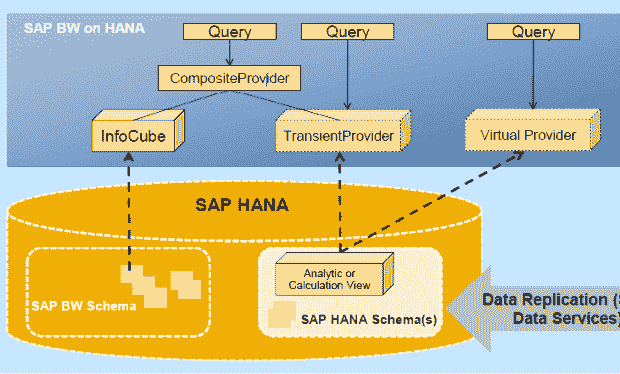 SAP BW on HANA
Query
Query
Query
CompositeProvider
InfoCube
TransientProvider
Virtual Provider
SAP HANA
SAP BW Schema
Analytic or
Calculation View
SAP HANA Schema(s)
Data Replication (
Data Services)